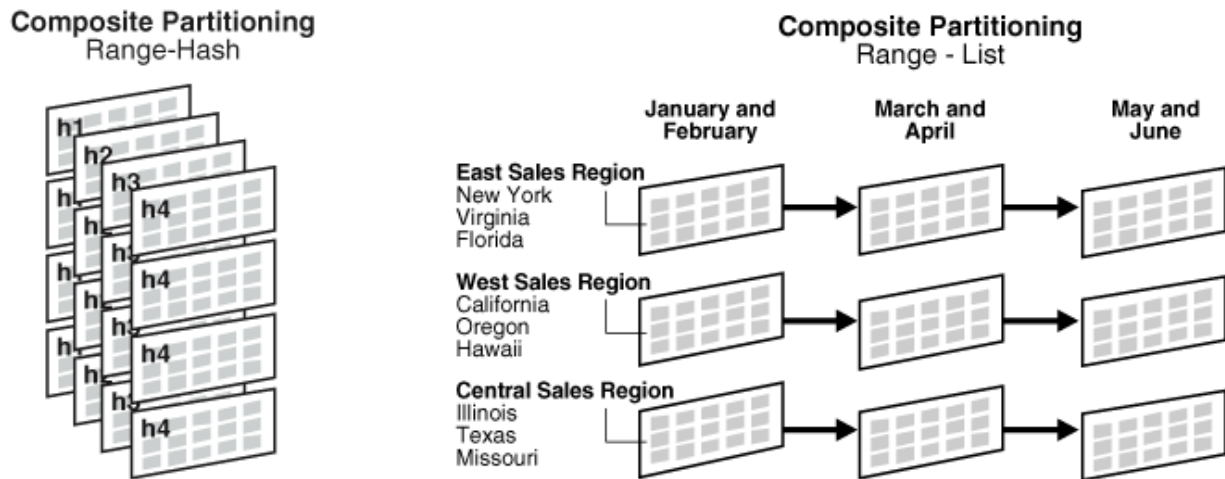 Composite Partitioning
Range-Hash
h1
h2
h3
h4
h4
h4
h4
Composite Partitioning
Range - List
January and
February
March and
April
May and
June
East Sales Region
New York
Virginia
Florida
West Sales Region
California
Oregon
Hawaii
Central Sales Region
Illinois
Texas
Missouri